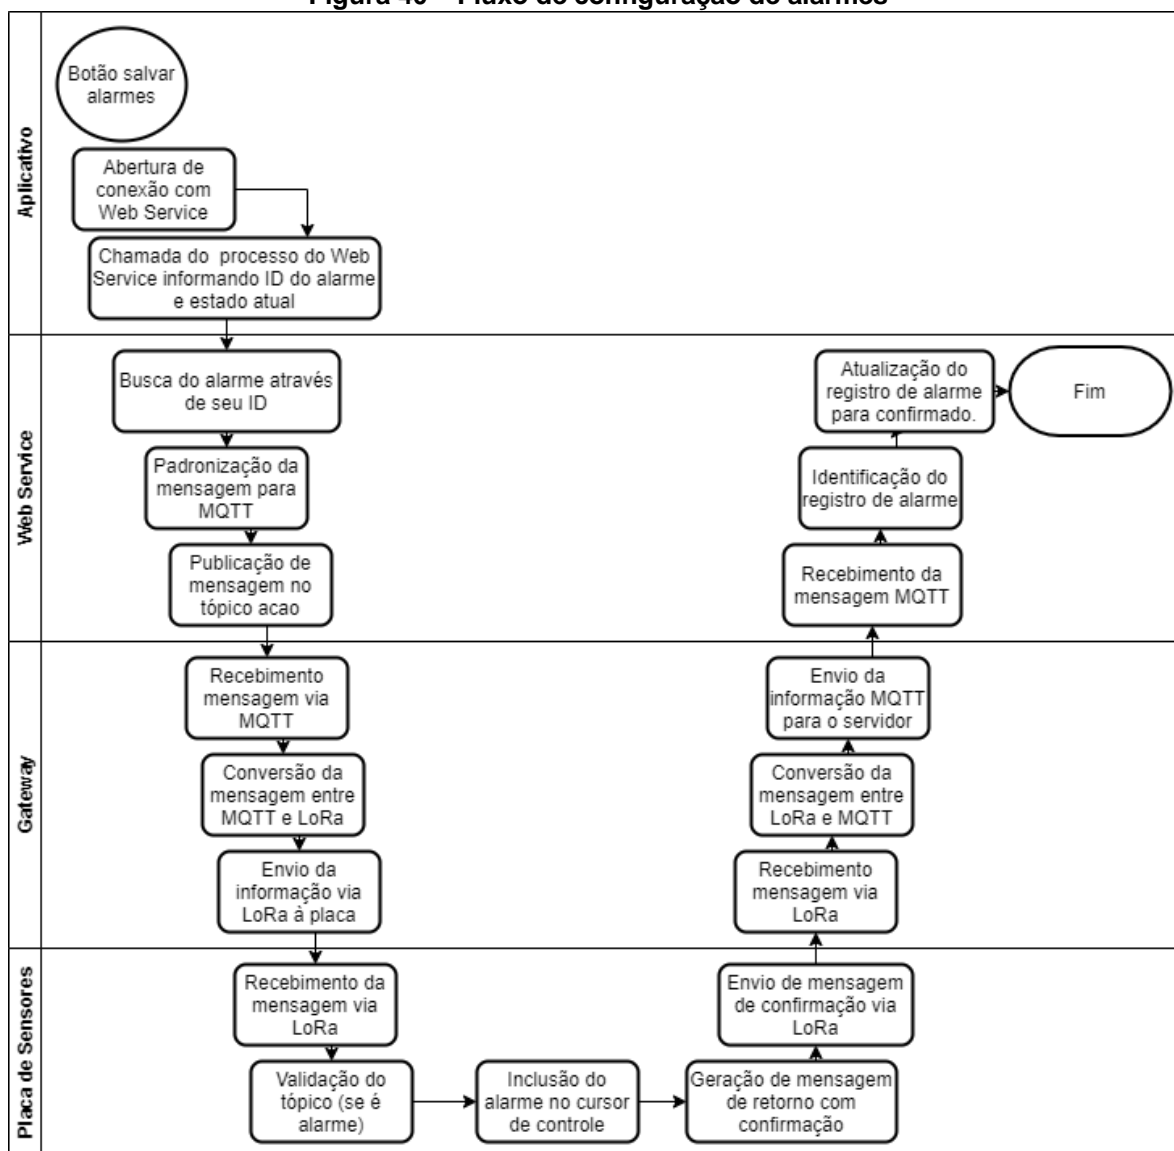 Figura 40 – Fluxo de configuração de alarmes
Aplicativo
Botão salvar
alarmes
Abertura de
conexão com
Web Service
Chamada do processo do Web
Service informando ID do alarme
e estado atual
Web Service
Busca do alarme através
de seu ID
Padronização da
mensagem para
MQTT
Publicação de
mensagem no
tópico acao
Atualização do
registro de alarme
para confirmado.
Fim
Identificação do
registro de alarme
Recebimento da
mensagem MQTT
Gateway
Recebimento
mensagem via
MQTT
Conversão da
mensagem entre
MQTT e LoRa
Envio da
informação via
LoRa à placa
Envio da
informação MQTT
para o servidor
Conversão da
mensagem entre
LoRa e MQTT
Recebimento
mensagem via
LoRa
Placa de Sensores
Recebimento da
mensagem via
LoRa
Validação do
tópico (se é
alarme)
Inclusão do
alarme no cursor
de controle
Geração de mensagem
de retorno com
confirmação
Envio de mensagem
de confirmação via
LoRa